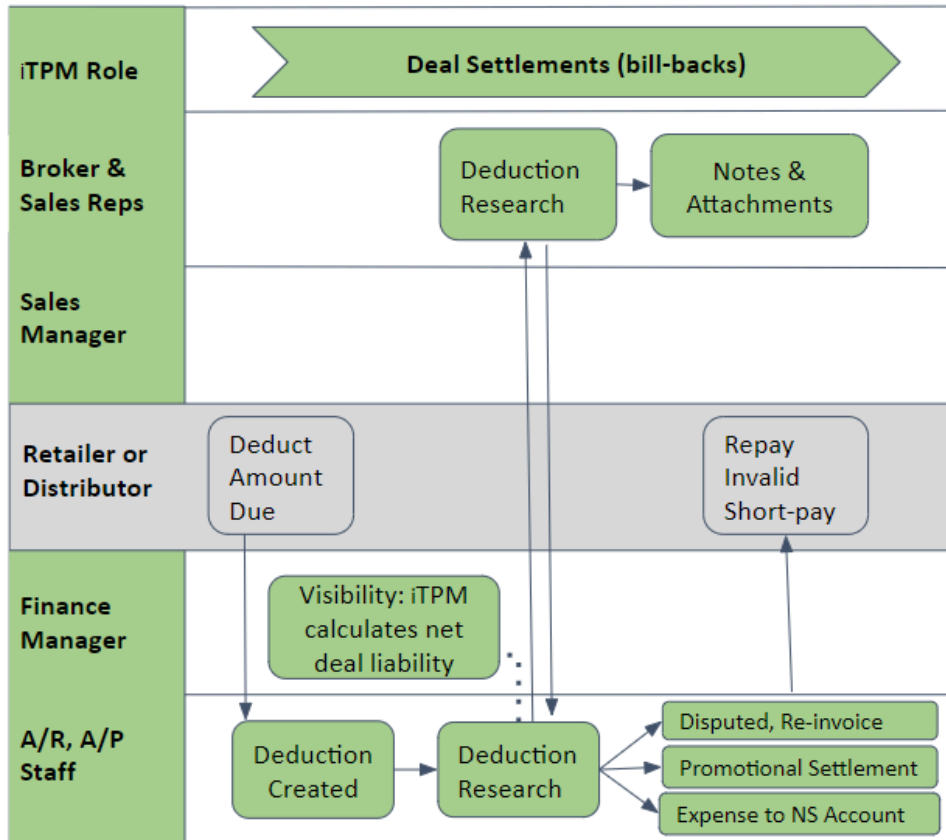 iTPM Role
Deal Settlements (bill-backs)
Broker &
Sales Reps
Deduction
Research
Notes &
Attachments
Sales
Manager
Retailer or
Distributor
Deduct
Amount
Due
Repay
Invalid
Short-pay
Finance
Manager
Visibility: iTPM
calculates net
deal liability
A/R, A/P
Staff
Deduction
Created
Deduction
Research
Disputed, Re-invoice
Promotional Settlement
Expense to NS Account